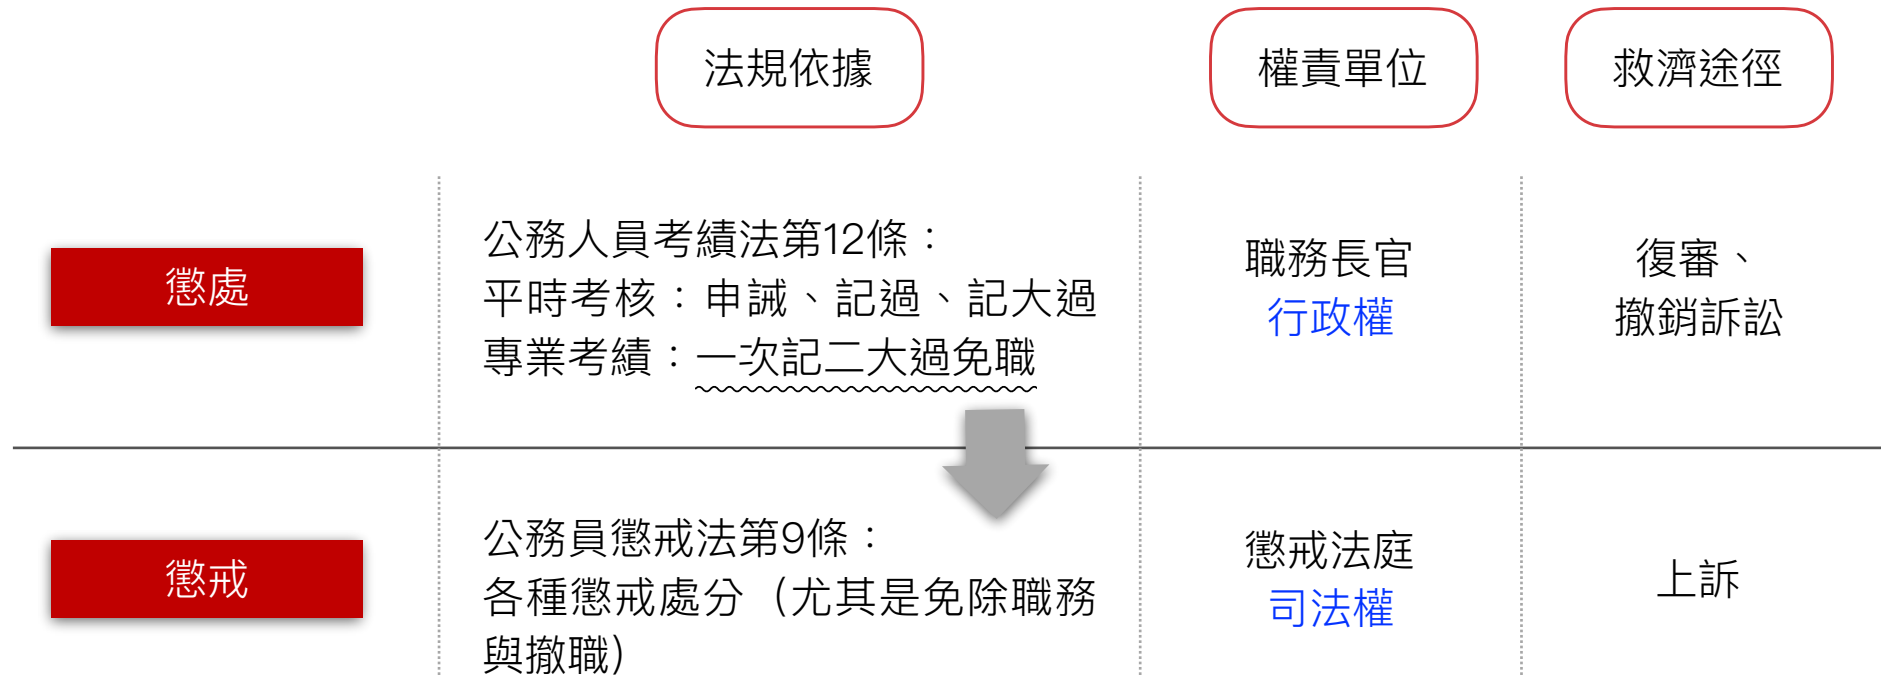 法規依據
權責單位
救濟途徑
懲處
公務人員考績法第12條：
平時考核：申誡、記過、記大過
專業考績：一次記二大過免職
職務長官
行政權
復審、
撤銷訴訟
懲戒
公務員懲戒法第9條：
各種懲戒處分（尤其是免除職務
與撤職）
懲戒法庭
司法權
上訴